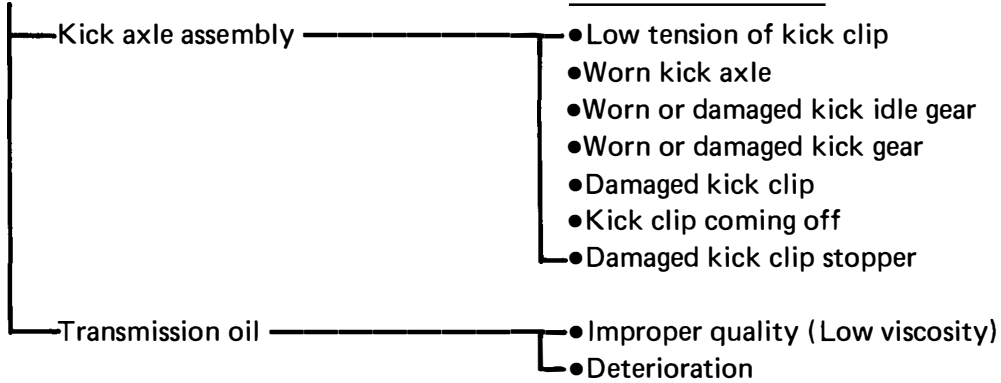 Kick axle assembly ●Low tension of kick clip
●Worn kick axle
●Worn or damaged kick idle gear
●Worn or damaged kick gear
●Damaged kick clip
●Kick clip coming off
●Damaged kick clip stopper
Transmission oil ●Improper quality (Low viscosity)
●Deterioration